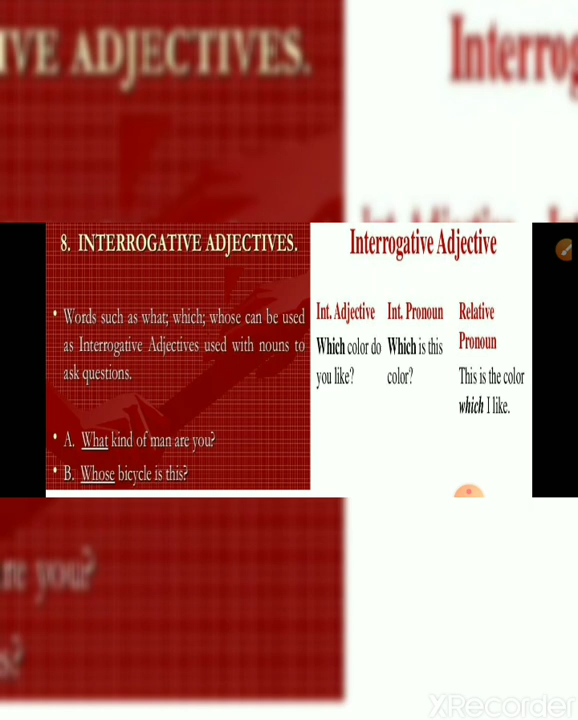 IVE ADJECTIVES.
Interrog
8. INTERROGATIVE ADJECTIVES.
• Words such as what; which; whose can be used
as Interrogative Adjectives used with nouns to
ask questions.
• A. What kind of man are you?
• B. Whose bicycle is this?
Interrogative Adjective
Int. Adjective
Which color do
you like?
Int. Pronoun
Which is this
color?
Relative
Pronoun
This is the color
which I like.
re you?
s?
XRecorder